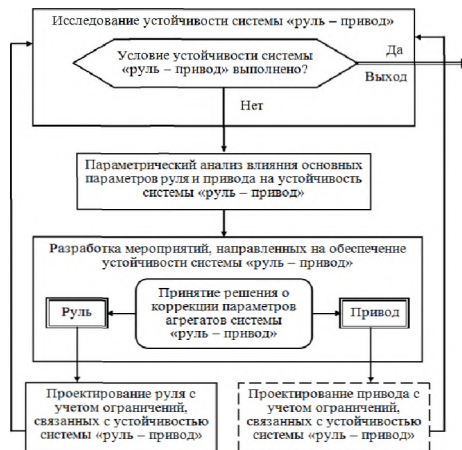 Исследование устойчивости системы «руль – привод»
Условие устойчивости системы
«руль – привод» выполнено?
Да
Выход
Нет
Параметрический анализ влияния основных
параметров руля и привода на устойчивость
системы «руль – привод»
Разработка мероприятий, направленных на обеспечение
устойчивости системы «руль – привод»
Принятие решения о
коррекции параметров
агрегатов системы
«руль – привод»
Руль
Привод
Проектирование руля с
учетом ограничений,
связанных с устойчивостью
системы «руль – привод»
Проектирование привода с
учетом ограничений,
связанных с устойчивостью
системы «руль – привод»